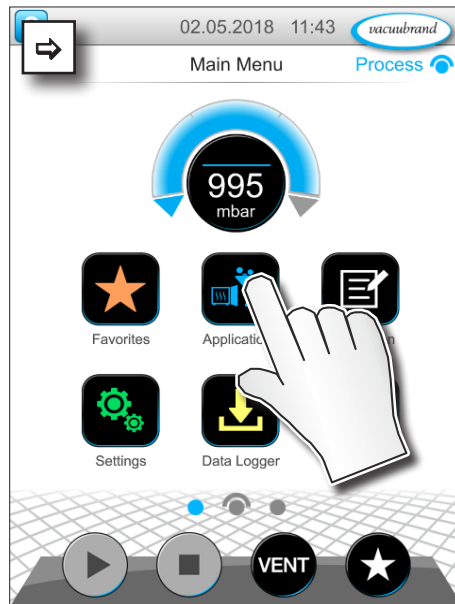 02.05.2018 11:43 vacuubrand
Main Menu Process
995
mbar
Favorites
Settings Data Logger
VENT